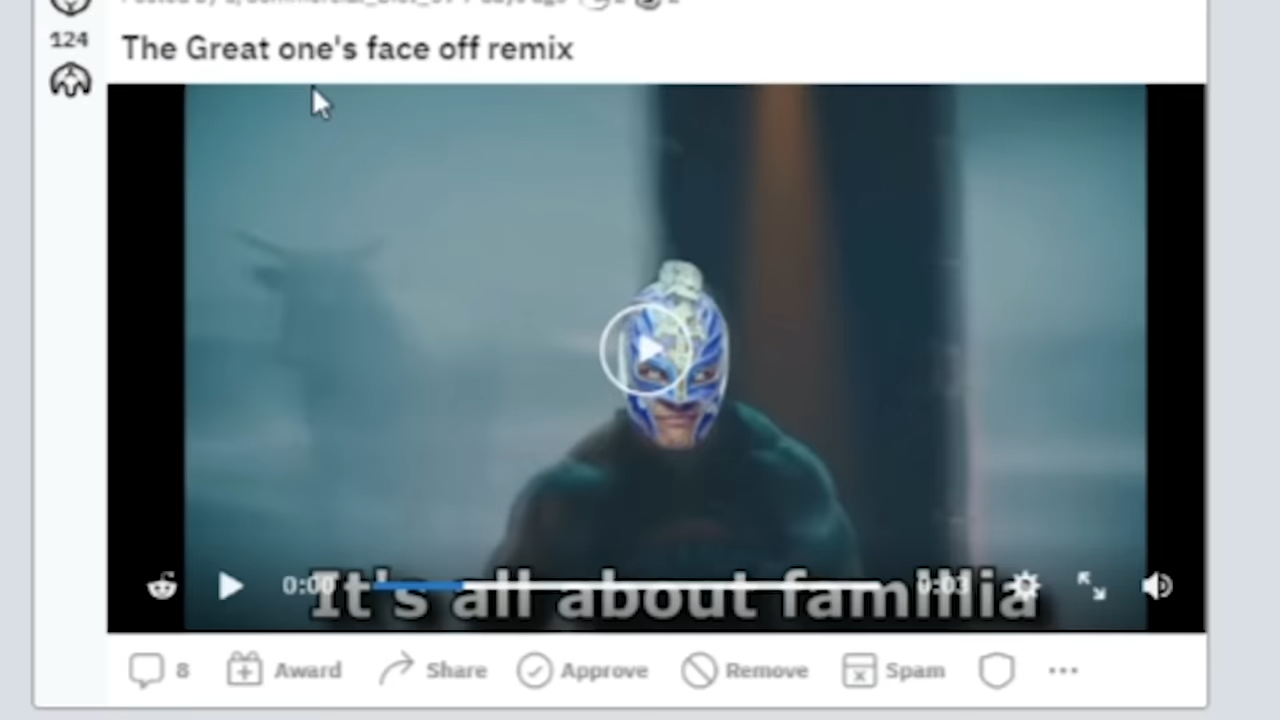 124
The Great one's face off remix
It's all about famillia
0:00
0:03
8 Award Share Approve Remove Spam